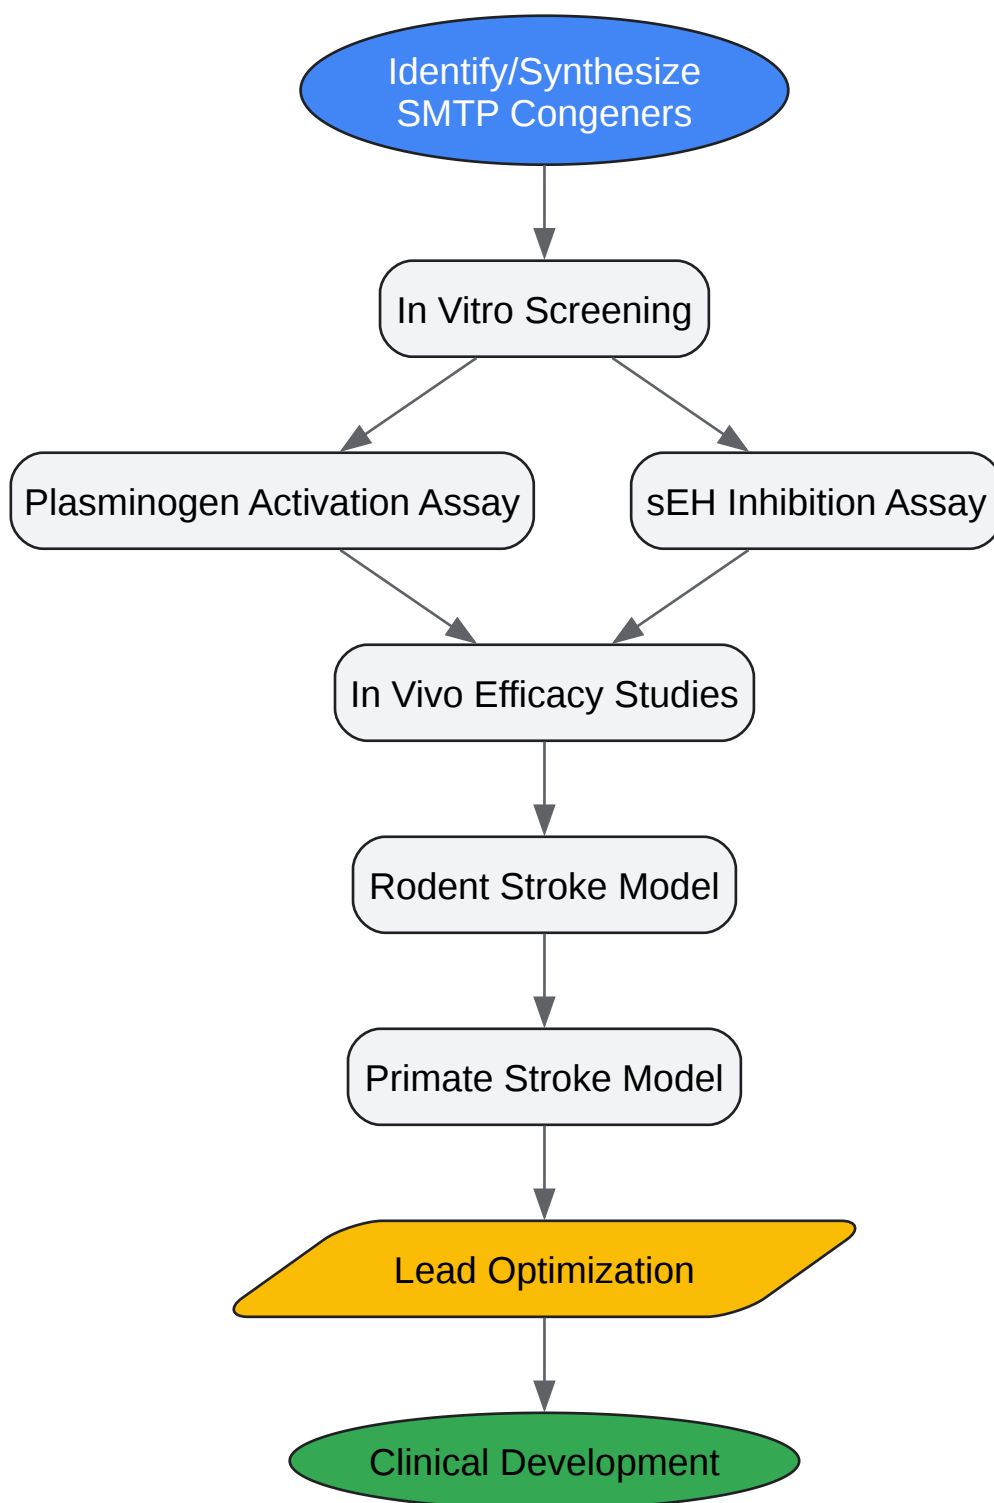 Identify/Synthesize
SMTP Congeners
In Vitro Screening
Plasminogen Activation Assay
sEH Inhibition Assay
In Vivo Efficacy Studies
Rodent Stroke Model
Primate Stroke Model
Lead Optimization
Clinical Development